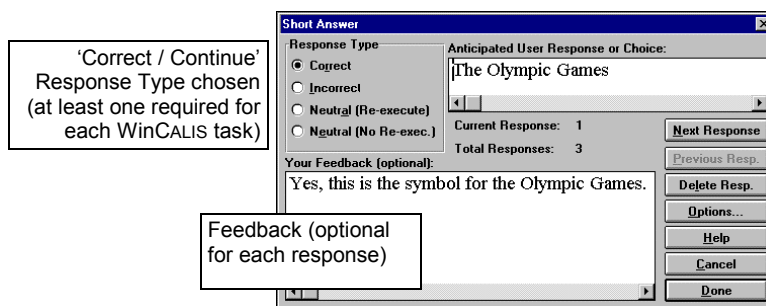 Short Answer
‘Correct / Continue’
Response Type chosen
(at least one required for
each WINCALIS task)
Response Type
Correct
Incorrect
Neutral (Re-execute)
Neutral (No Re-exec.)
Anticipated User Response or Choice:
The Olympic Games
Current Response: 1
Total Responses: 3
Your Feedback (optional):
Yes, this is the symbol for the Olympic Games.
Feedback (optional
for each response)
Next Response
Previous Resp.
Delete Resp.
Options...
Help
Cancel
Done